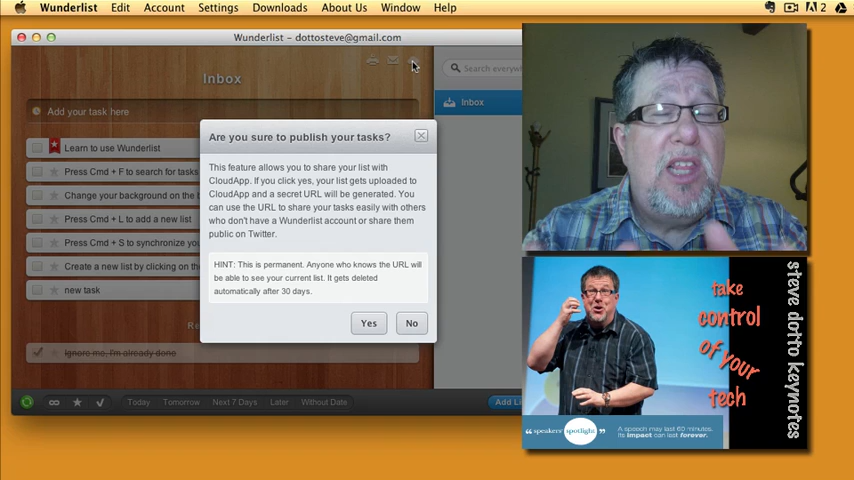 Wunderlist Edit Account Settings Downloads About Us Window Help
2
Wunderlist – dottosteve@gmail.com
Inbox
Add your task here
Learn to use Wunderlist
Press Cmd + F to search for tasks
Change your background on the b
Press Cmd + L to add a new list
Press Cmd + S to synchronize you
Create a new list by clicking on the
new task
Re
Ignore me, I'm already done
Today Tomorrow Next 7 Days Later Without Date
Add Li
Search everyw
Inbox
Are you sure to publish your tasks?
This feature allows you to share your list with
CloudApp. If you click yes, your list gets uploaded to
CloudApp and a secret URL will be generated. You
can use the URL to share your tasks easily with others
who don't have a Wunderlist account or share them
public on Twitter.
HINT: This is permanent. Anyone who knows the URL will
be able to see your current list. It gets deleted
automatically after 30 days.
Yes No
take
control
of your
tech
steve dotto keynotes
“speakers spotlight”
A speech may last 60 minutes.
Its impact can last forever.